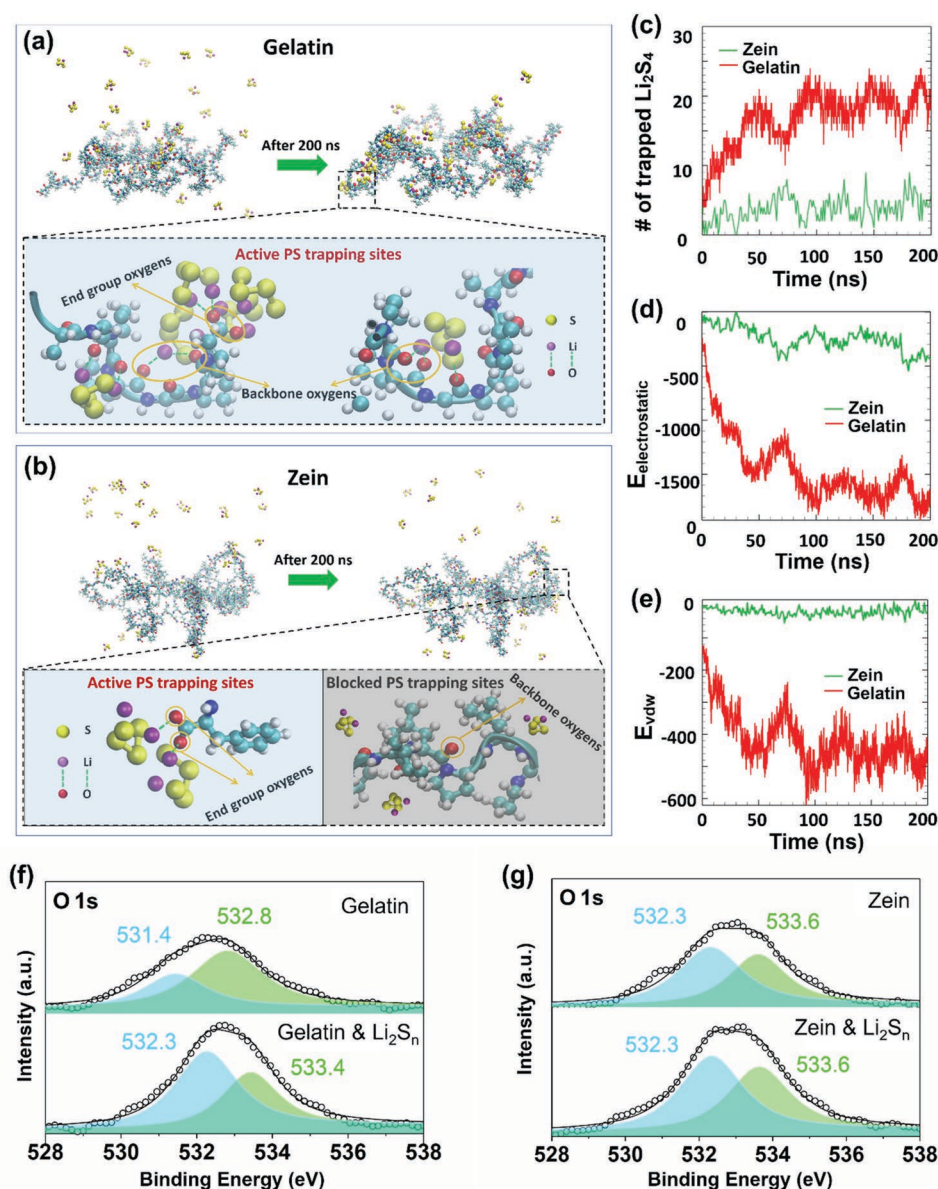 (a)
Gelatin
After 200 ns
Active PS trapping sites
End group oxygens
Backbone oxygens
S
Li
O
(b)
Zein
After 200 ns
Active PS trapping sites
S
Li
O
End group oxygens
Blocked PS trapping sites
Backbone oxygens
(c)
# of trapped Li₂S₄
30
20
10
0
Zein
Gelatin
0 50 100 150 200
Time (ns)
(d)
E_electrostatic
0
-500
-1000
-1500
0
Zein
Gelatin
0 50 100 150 200
Time (ns)
(e)
E_vdw
0
-200
-400
-600
Zein
Gelatin
0 50 100 150 200
Time (ns)
(f)
O 1s
Gelatin
531.4
532.8
Gelatin & Li₂Sₙ
532.3
533.4
Intensity (a.u.)
528 530 532 534 536 538
Binding Energy (eV)
(g)
O 1s
Zein
532.3
533.6
Zein & Li₂Sₙ
532.3
533.6
Intensity (a.u.)
528 530 532 534 536 538
Binding Energy (eV)